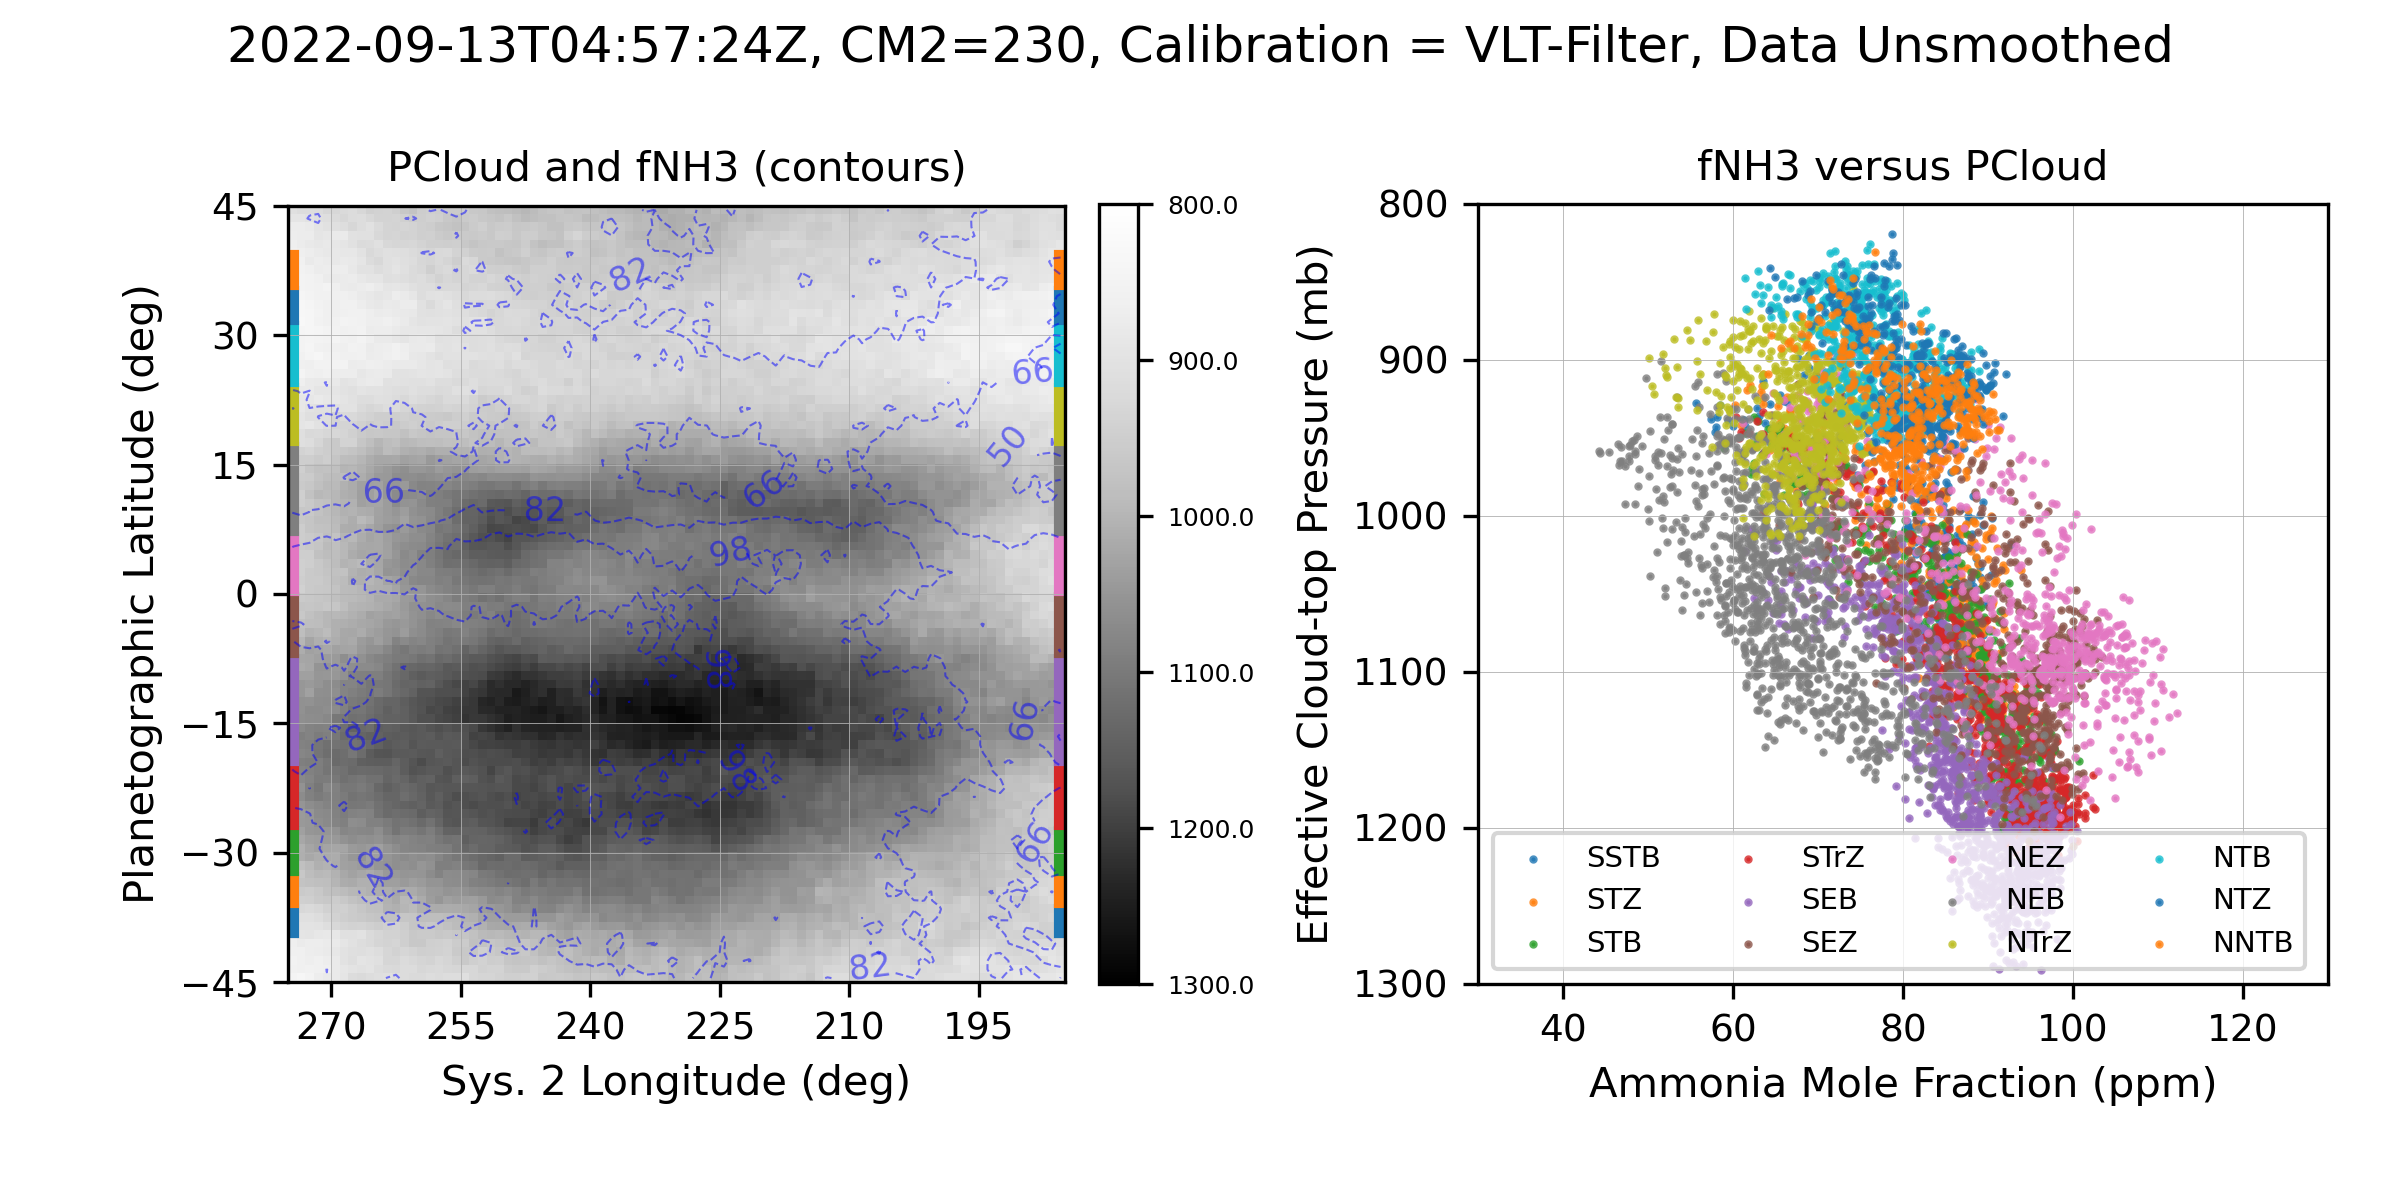 2022-09-13T04:57:24Z, CM2=230, Calibration = VLT-Filter, Data Unsmoothed
PCloud and fNH3 (contours)
Planetographic Latitude (deg)
45
30
15
0
−15
−30
−45
270 255 240 225 210 195
Sys. 2 Longitude (deg)
82
66
50
66
82
66
98
98
82
66
98
82
66
82
800.0
900.0
1000.0
1100.0
1200.0
1300.0
fNH3 versus PCloud
Effective Cloud-top Pressure (mb)
800
900
1000
1100
1200
1300
SSTB STrZ NEZ NTB
STZ SEB NEB NTZ
STB SEZ NTrZ NNTB
40 60 80 100 120
Ammonia Mole Fraction (ppm)